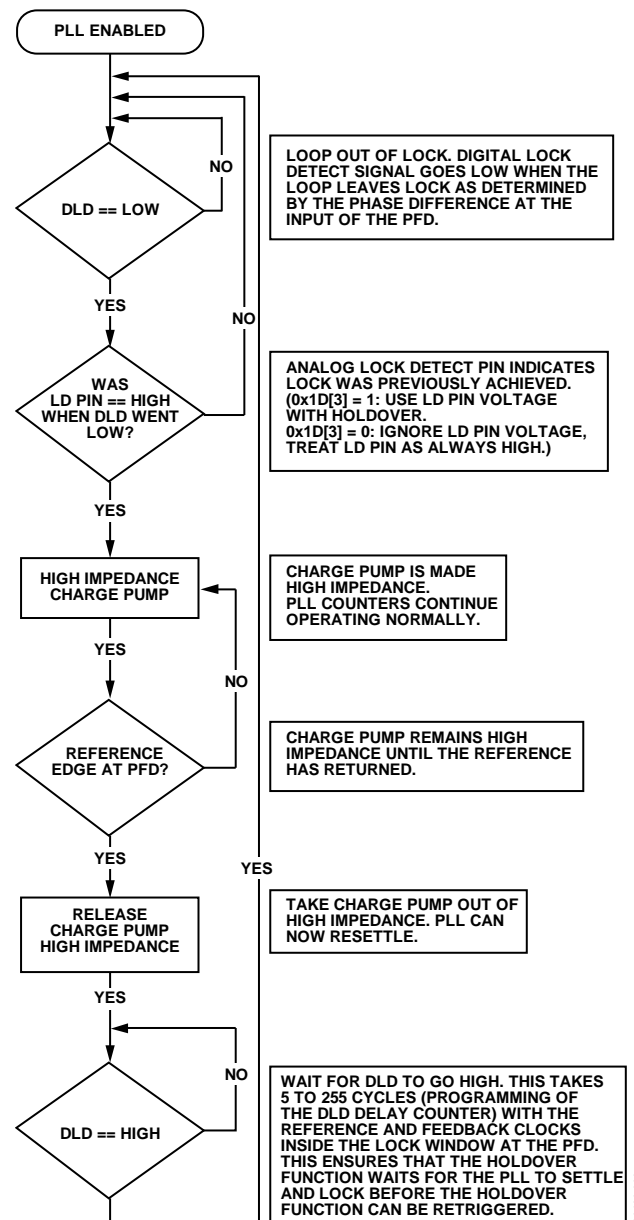 PLL ENABLED
NO
DLD == LOW
LOOP OUT OF LOCK. DIGITAL LOCK
DETECT SIGNAL GOES LOW WHEN THE
LOOP LEAVES LOCK AS DETERMINED
BY THE PHASE DIFFERENCE AT THE
INPUT OF THE PFD.
YES
NO
WAS
LD PIN == HIGH
WHEN DLD WENT
LOW?
ANALOG LOCK DETECT PIN INDICATES
LOCK WAS PREVIOUSLY ACHIEVED.
(0x1D[3] = 1: USE LD PIN VOLTAGE
WITH HOLDOVER.
0x1D[3] = 0: IGNORE LD PIN VOLTAGE,
TREAT LD PIN AS ALWAYS HIGH.)
YES
HIGH IMPEDANCE
CHARGE PUMP
CHARGE PUMP IS MADE
HIGH IMPEDANCE.
PLL COUNTERS CONTINUE
OPERATING NORMALLY.
YES
NO
REFERENCE
EDGE AT PFD?
CHARGE PUMP REMAINS HIGH
IMPEDANCE UNTIL THE REFERENCE
HAS RETURNED.
YES
YES
RELEASE
CHARGE PUMP
HIGH IMPEDANCE
TAKE CHARGE PUMP OUT OF
HIGH IMPEDANCE. PLL CAN
NOW RESETTLE.
YES
NO
DLD == HIGH
WAIT FOR DLD TO GO HIGH. THIS TAKES
5 TO 255 CYCLES (PROGRAMMING OF
THE DLD DELAY COUNTER) WITH THE
REFERENCE AND FEEDBACK CLOCKS
INSIDE THE LOCK WINDOW AT THE PFD.
THIS ENSURES THAT THE HOLDOVER
FUNCTION WAITS FOR THE PLL TO SETTLE
AND LOCK BEFORE THE HOLDOVER
FUNCTION CAN BE RETRIGGERED.